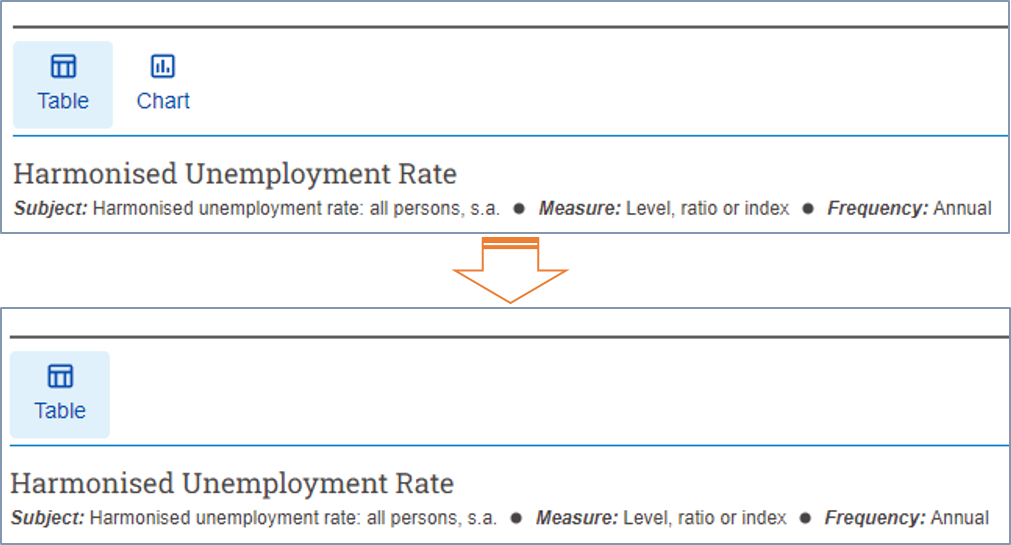 Table Chart
Harmonised Unemployment Rate
Subject: Harmonised unemployment rate: all persons, s.a. ● Measure: Level, ratio or index ● Frequency: Annual
Table
Harmonised Unemployment Rate
Subject: Harmonised unemployment rate: all persons, s.a. ● Measure: Level, ratio or index ● Frequency: Annual